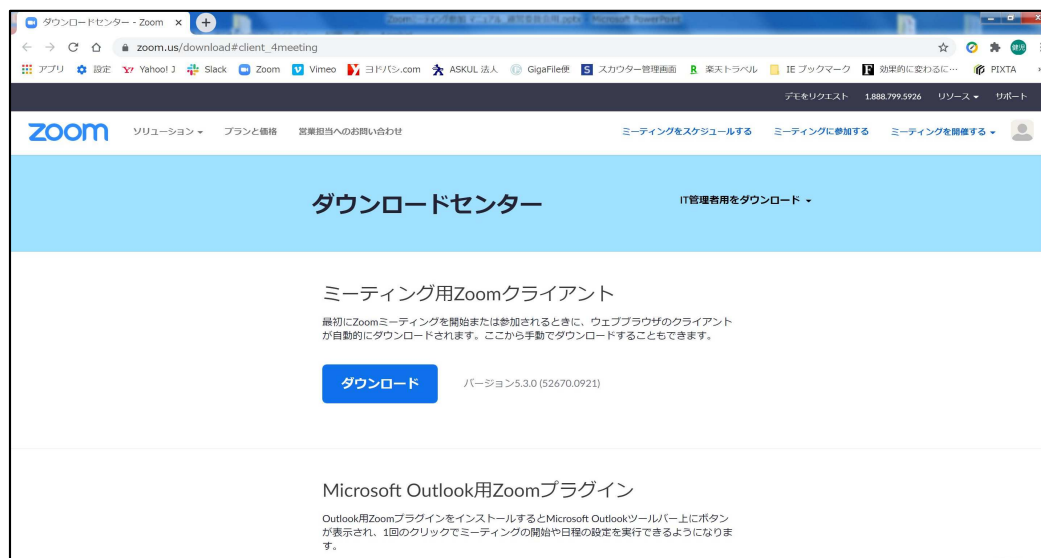 ダウンロードセンター - Zoom
zoom.us/download#client_4meeting
アプリ 設定 Yahoo! J Slack Zoom Vimeo ヨドバシ.com ASKUL 法人 GigaFile便 スカウター管理画面 楽天トラベル IE ブックマーク 効果的に変わるに… PIXTA
デモをリクエスト 1.888.799.5926 リソース サポート
zoom ソリューション プランと価格 営業担当へのお問い合わせ ミーティングをスケジュールする ミーティングに参加する ミーティングを開催する
ダウンロードセンター IT管理者用をダウンロード
ミーティング用Zoomクライアント
最初にZoomミーティングを開始または参加されるときに、ウェブブラウザのクライアント
が自動的にダウンロードされます。ここから手動でダウンロードすることもできます。
ダウンロード バージョン5.3.0 (52670.0921)
Microsoft Outlook用Zoomプラグイン
Outlook用ZoomプラグインをインストールするとMicrosoft Outlookツールバー上にボタン
が表示され、1回のクリックでミーティングの開始や日程の設定を実行できるようになりま
す。